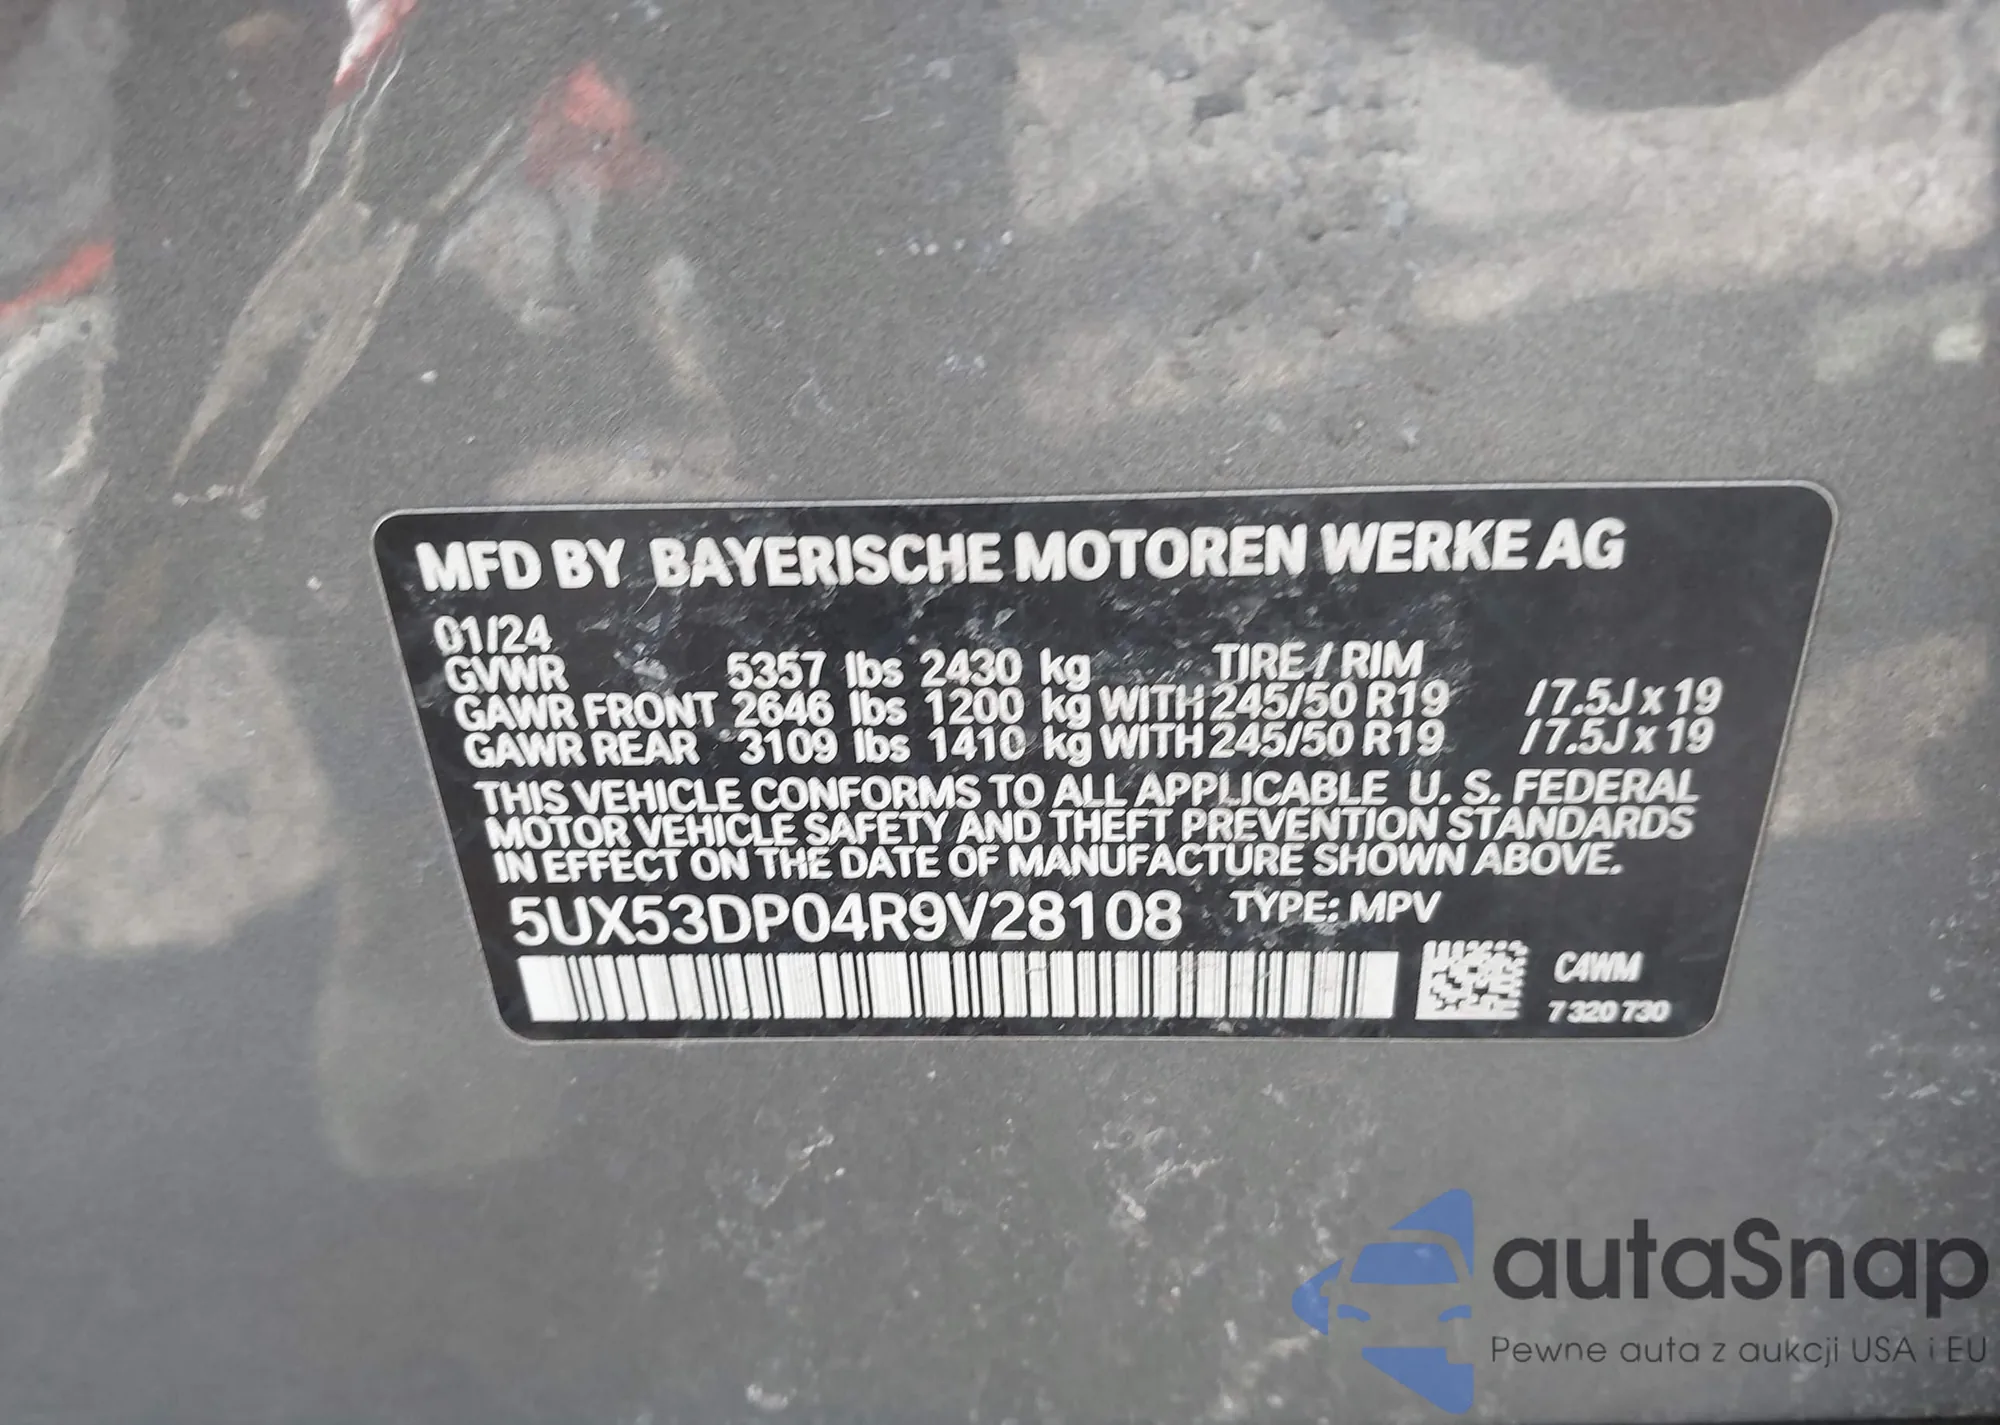 MFD BY BAYERISCHE MOTOREN WERKE AG
01/24
GVWR 5357 lbs 2430 kg TIRE / RIM
GAWR FRONT 2646 lbs 1200 kg WITH 245/50 R19 /7.5J x 19
GAWR REAR 3109 lbs 1410 kg WITH 245/50 R19 /7.5J x 19
THIS VEHICLE CONFORMS TO ALL APPLICABLE U. S. FEDERAL
MOTOR VEHICLE SAFETY AND THEFT PREVENTION STANDARDS
IN EFFECT ON THE DATE OF MANUFACTURE SHOWN ABOVE.
5UX53DP04R9V28108 TYPE: MPV
C4WM
7 320 730
autaSnap
Pewne auta z aukcji USA i EU